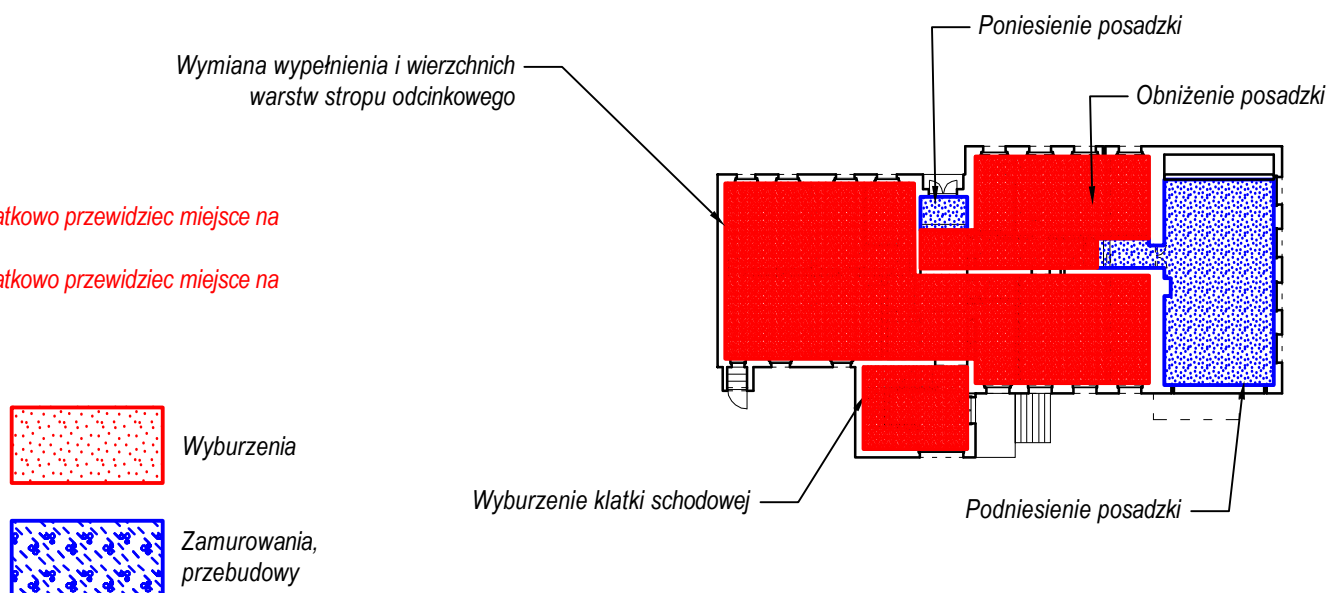 Poniesienie posadzki
Wymiana wypełnienia i wierzchnich
warstw stropu odcinkowego
Obniżenie posadzki
atkowo przewidziec miejsce na
atkowo przewidziec miejsce na
Wyburzenia
Wyburzenie klatki schodowej
Podniesienie posadzki
Zamurowania,
przebudowy